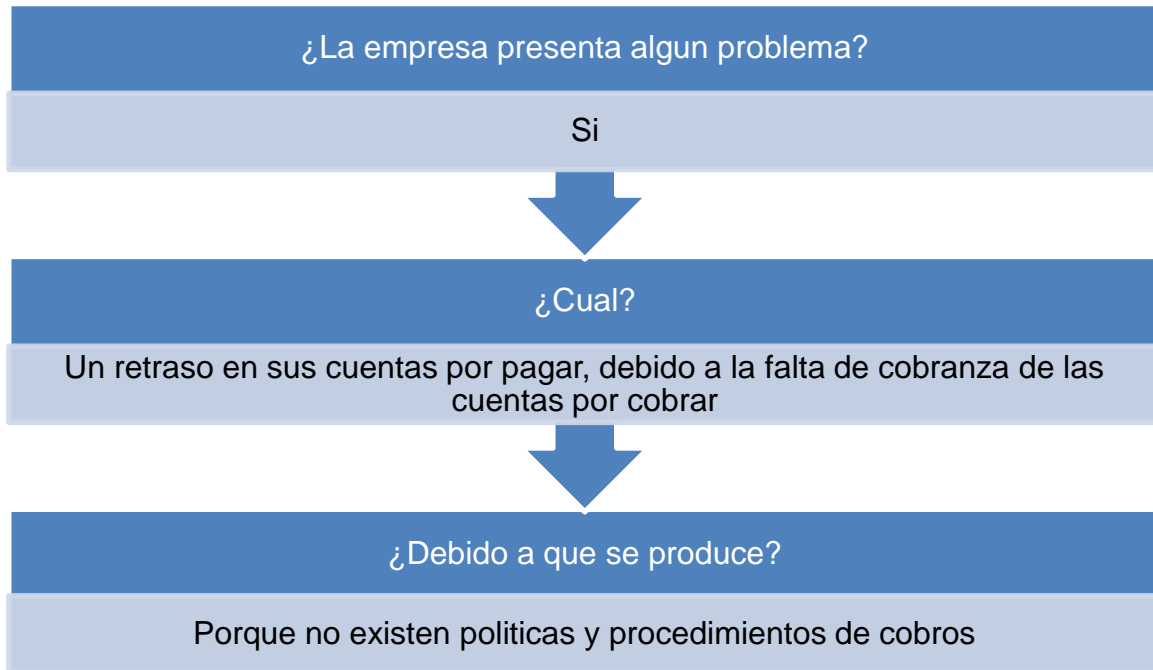 ¿La empresa presenta algun problema?
Si
¿Cual?
Un retraso en sus cuentas por pagar, debido a la falta de cobranza de las
cuentas por cobrar
¿Debido a que se produce?
Porque no existen politicas y procedimientos de cobros